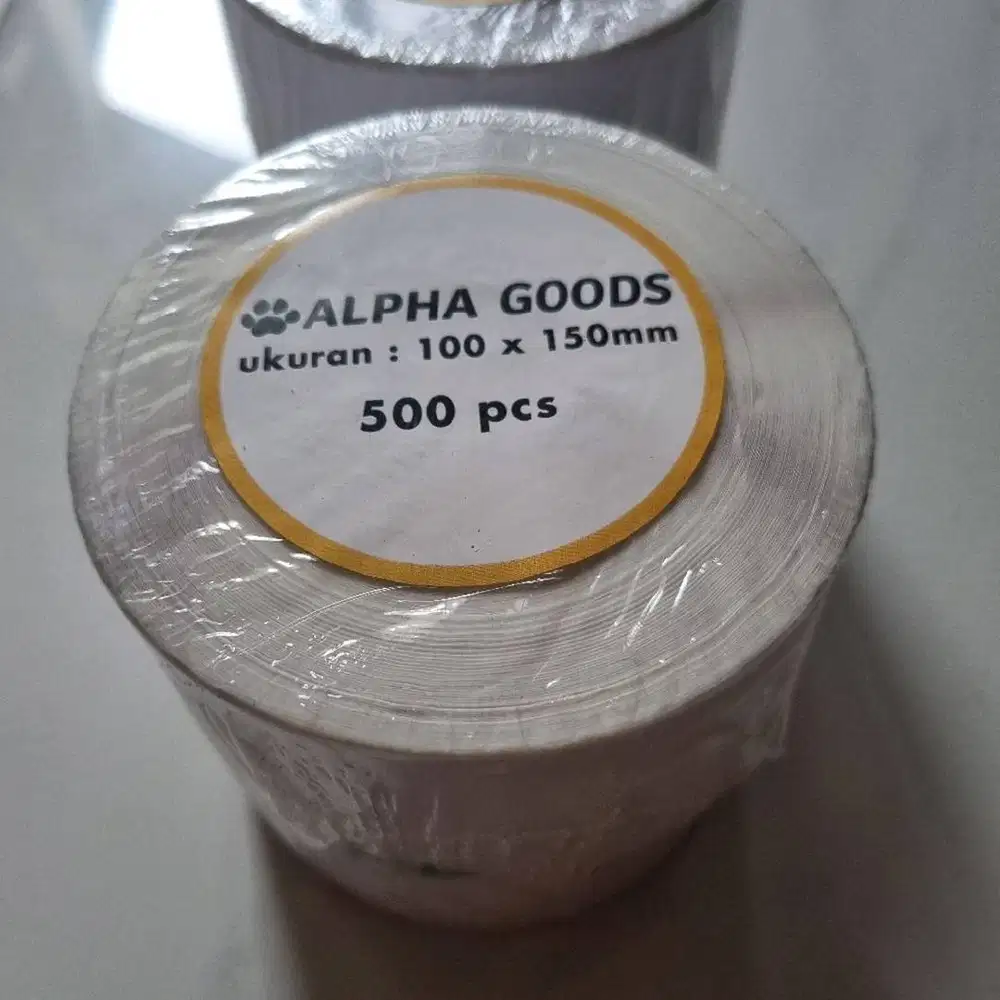 ALPHA GOODS
ukuran : 100 x 150mm
500 pcs